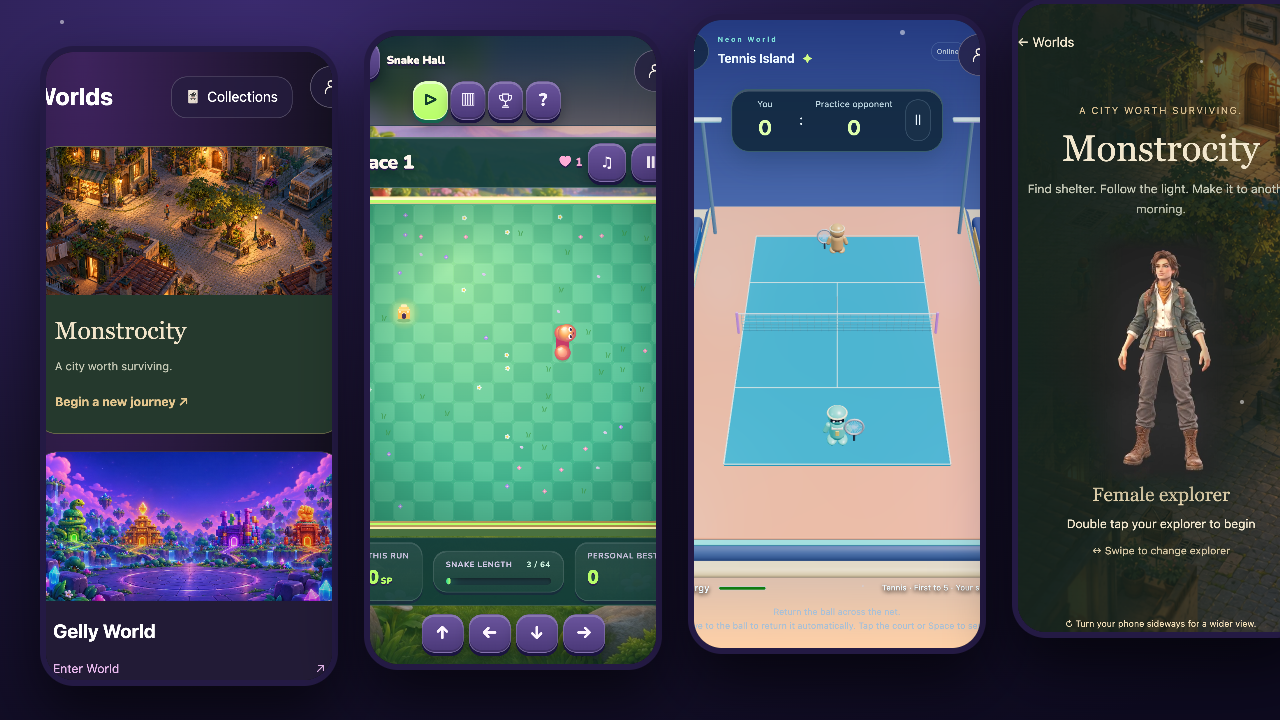 Worlds
Collections
Monstrocity
A city worth surviving.
Begin a new journey ↗
Gelly World
Enter World ↗
Snake Hall
?
ace 1
1
THIS RUN
0 SP
SNAKE LENGTH 3 / 64
PERSONAL BEST
0
Neon World
Tennis Island
Online
You
0
:
Practice opponent
0
rgy
Tennis · First to 5 · Your s
Return the ball across the net.
e to the ball to return it automatically. Tap the court or Space to se
← Worlds
A CITY WORTH SURVIVING.
Monstrocity
Find shelter. Follow the light. Make it to anoth
morning.
Female explorer
Double tap your explorer to begin
↔ Swipe to change explorer
↻ Turn your phone sideways for a wider view.